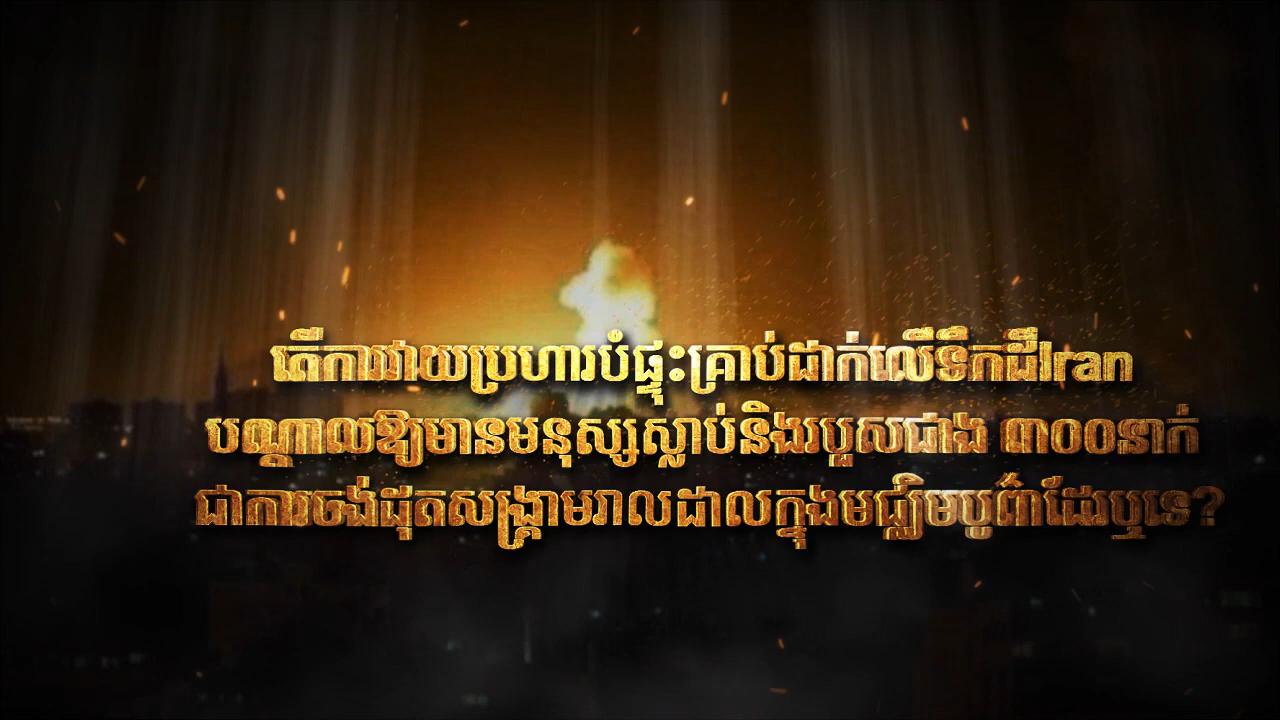 តើការវាយប្រហារបំផ្ទុះគ្រាប់ដាក់លើទឹកដីIran
បណ្តាលឱ្យមានមនុស្សស្លាប់និងរបួសជាង ៣០០នាក់
ជាការចង់ដុតសង្គ្រាមរាលដាលក្នុងមជ្ឈិមបូព៌ាដែរឬទេ?